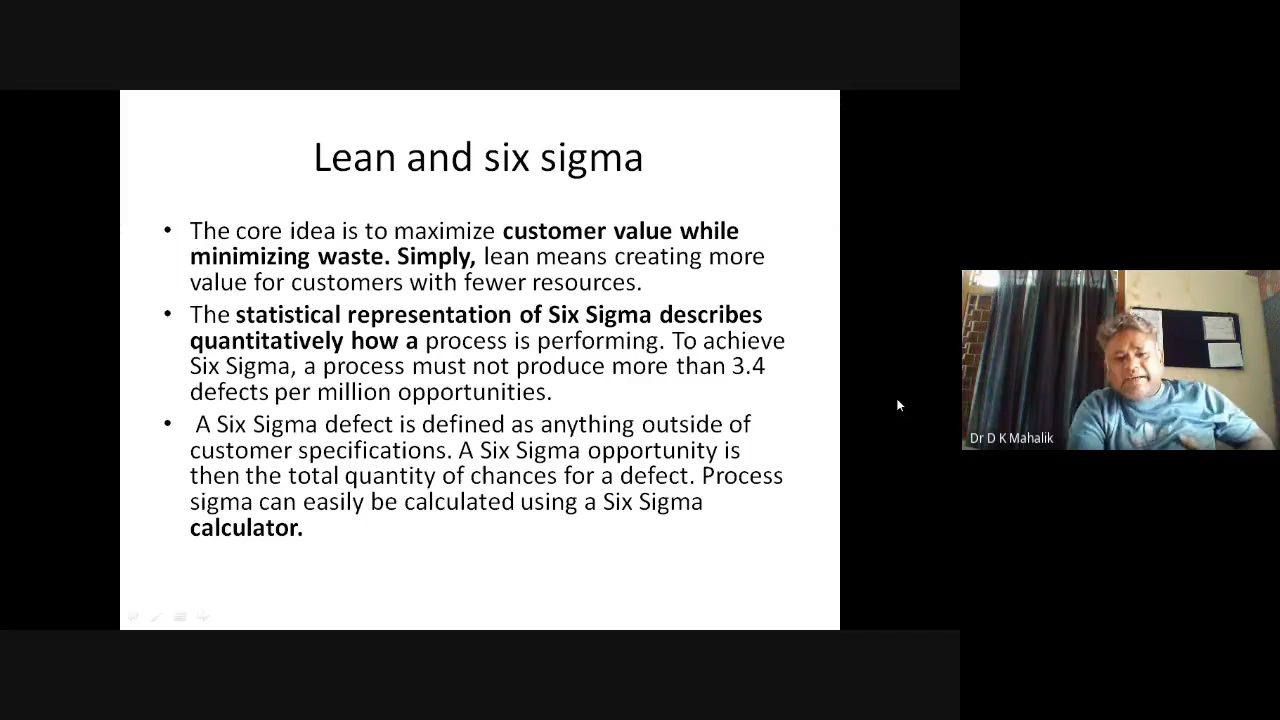 Lean and six sigma
• The core idea is to maximize customer value while
minimizing waste. Simply, lean means creating more
value for customers with fewer resources.
• The statistical representation of Six Sigma describes
quantitatively how a process is performing. To achieve
Six Sigma, a process must not produce more than 3.4
defects per million opportunities.
• A Six Sigma defect is defined as anything outside of
customer specifications. A Six Sigma opportunity is
then the total quantity of chances for a defect. Process
sigma can easily be calculated using a Six Sigma
calculator.
Dr D K Mahalik